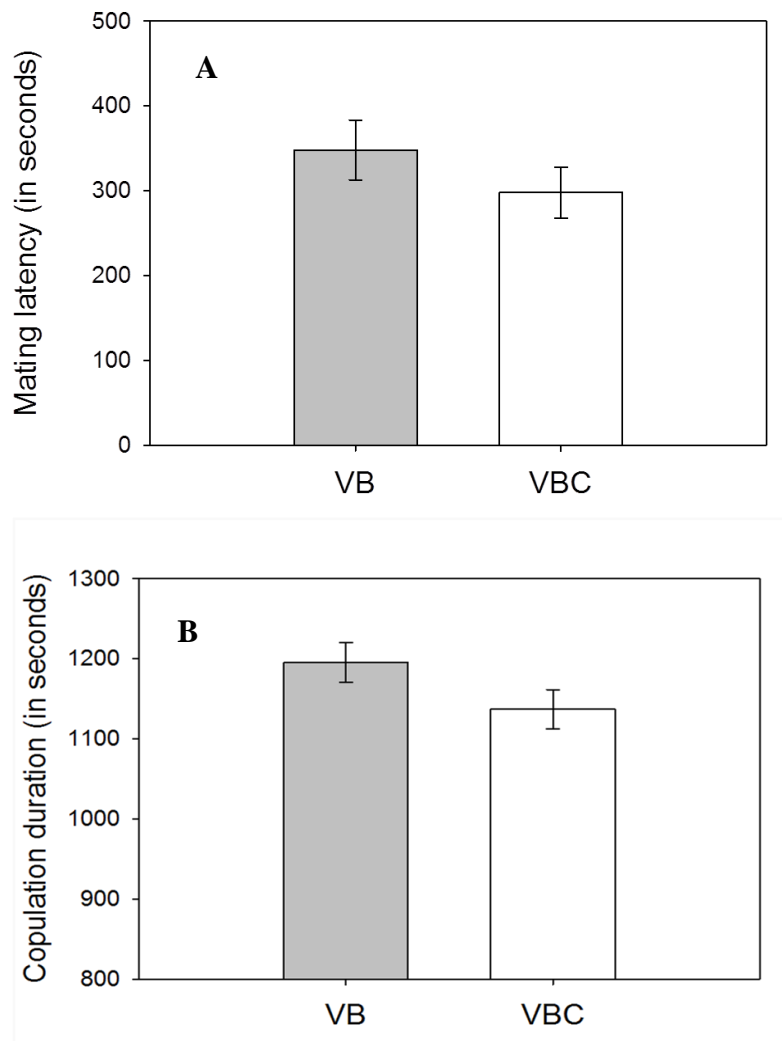 Mating latency (in seconds)
500
400
300
200
100
0
A
VB
VBC
Copulation duration (in seconds)
1300
1200
1100
1000
900
800
B
VB
VBC